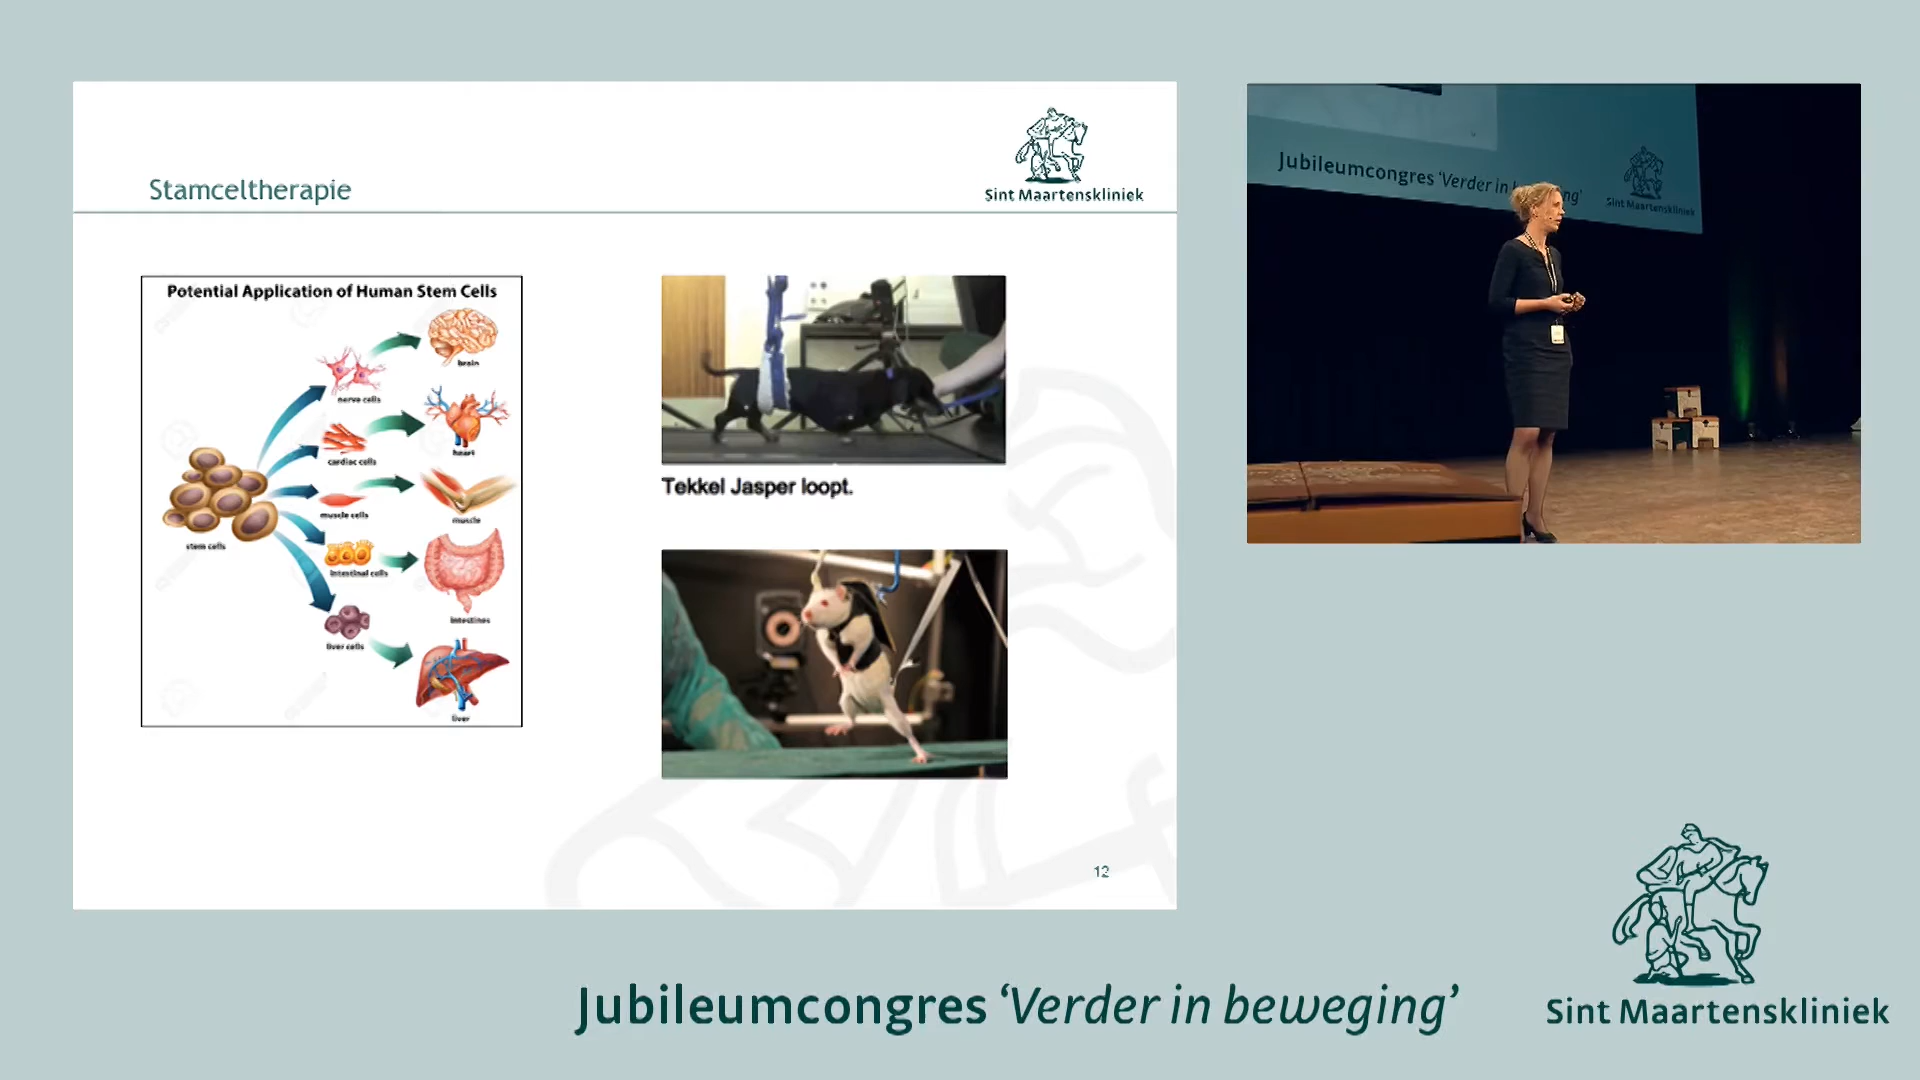 Stamceltherapie
Sint Maartenskliniek
Potential Application of Human Stem Cells
brain
nerve cells
heart
cardiac cells
muscle cells
muscle
stem cells
intestinal cells
intestines
liver cells
liver
Tekkel Jasper loopt.
12
Jubileumcongres ‘Verder in beweging’
Sint Maartenskliniek
Jubileumcongres ‘Verder in b ng’
Sint Maartenskliniek